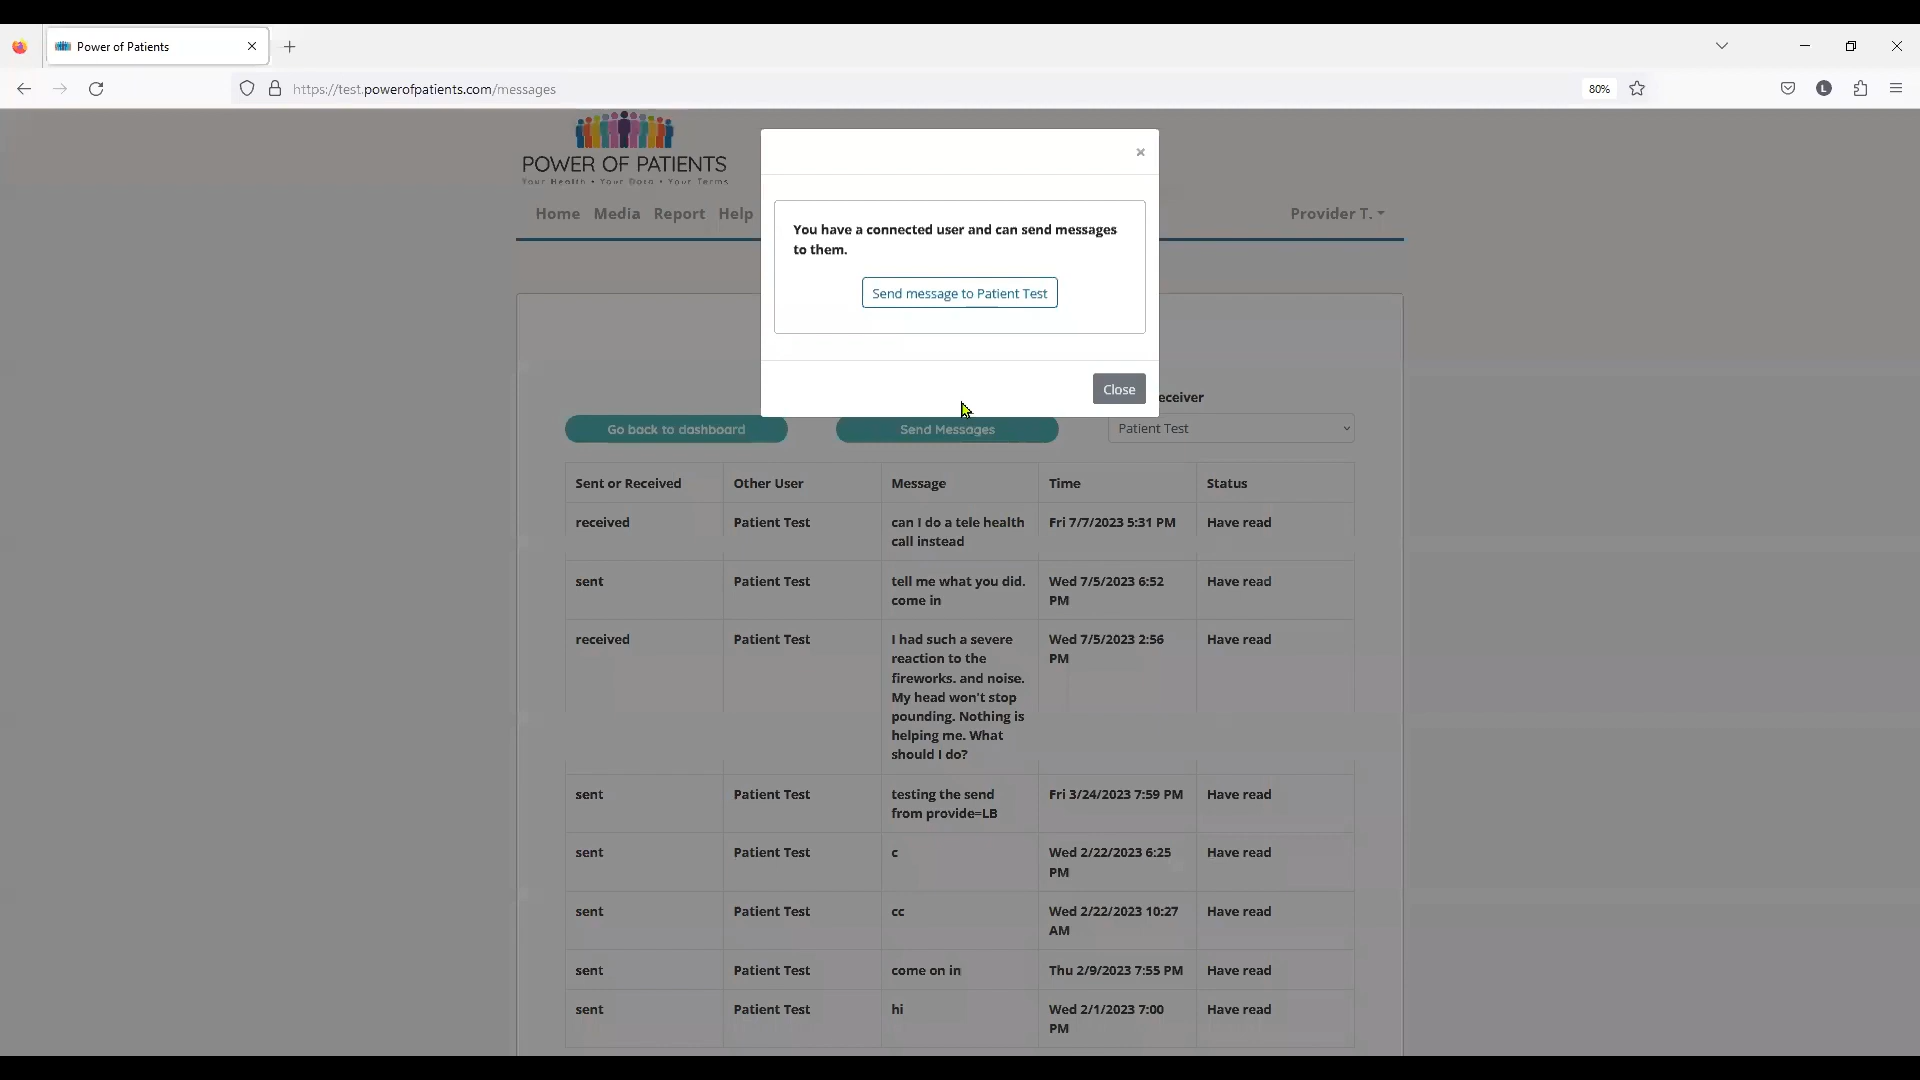 Power of Patients
https://test.powerofpatients.com/messages
80%
L
POWER OF PATIENTS
Your Health • Your Data • Your Terms
Home Media Report Help
Provider T.
×
You have a connected user and can send messages
to them.
Send message to Patient Test
Close
eceiver
Go back to dashboard
Send Messages
Patient Test
Sent or Received Other User Message Time Status
received Patient Test can I do a tele health Fri 7/7/2023 5:31 PM Have read
call instead
sent Patient Test tell me what you did. Wed 7/5/2023 6:52 Have read
come in PM
received Patient Test I had such a severe Wed 7/5/2023 2:56 Have read
reaction to the PM
fireworks. and noise.
My head won't stop
pounding. Nothing is
helping me. What
should I do?
sent Patient Test testing the send Fri 3/24/2023 7:59 PM Have read
from provide=LB
sent Patient Test c Wed 2/22/2023 6:25 Have read
PM
sent Patient Test cc Wed 2/22/2023 10:27 Have read
AM
sent Patient Test come on in Thu 2/9/2023 7:55 PM Have read
sent Patient Test hi Wed 2/1/2023 7:00 Have read
PM